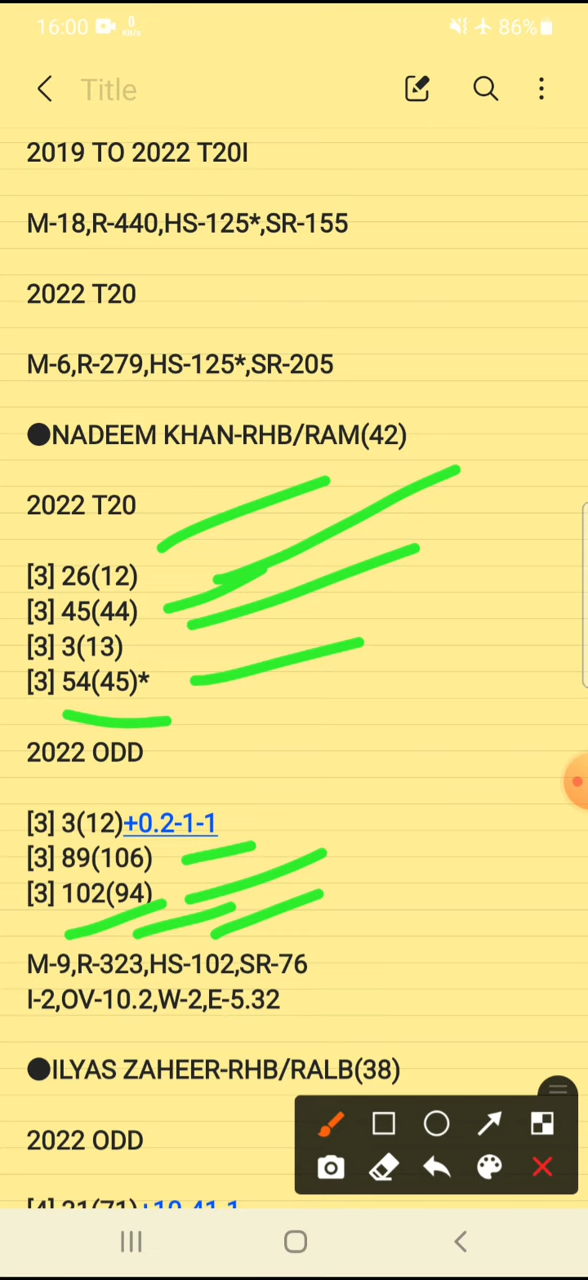 16:00 0 KB/s 86%
Title
2019 TO 2022 T20I
M-18,R-440,HS-125*,SR-155
2022 T20
M-6,R-279,HS-125*,SR-205
●NADEEM KHAN-RHB/RAM(42)
2022 T20
[3] 26(12)
[3] 45(44)
[3] 3(13)
[3] 54(45)*
2022 ODD
[3] 3(12)+0.2-1-1
[3] 89(106)
[3] 102(94)
M-9,R-323,HS-102,SR-76
I-2,OV-10.2,W-2,E-5.32
●ILYAS ZAHEER-RHB/RALB(38)
2022 ODD